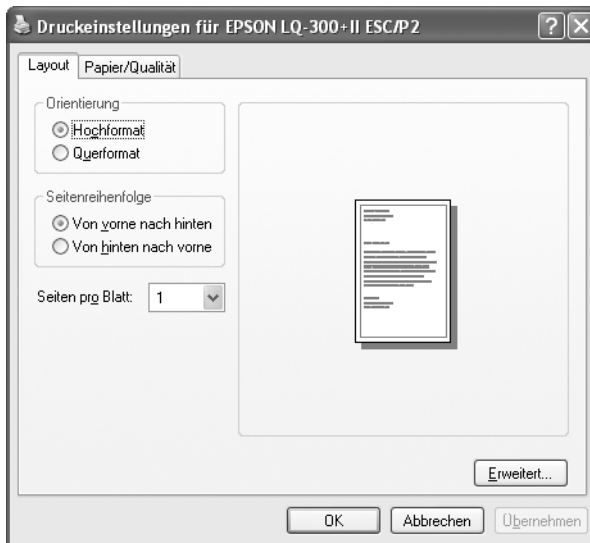 Druckeinstellungen für EPSON LQ-300+II ESC/P2
Layout
Papier/Qualität
Orientierung
Hochformat
Querformat
Seitenreihenfolge
Von vorne nach hinten
Von hinten nach vorne
Seiten pro Blatt: 1
Erweitert...
OK
Abbrechen
Übernehmen